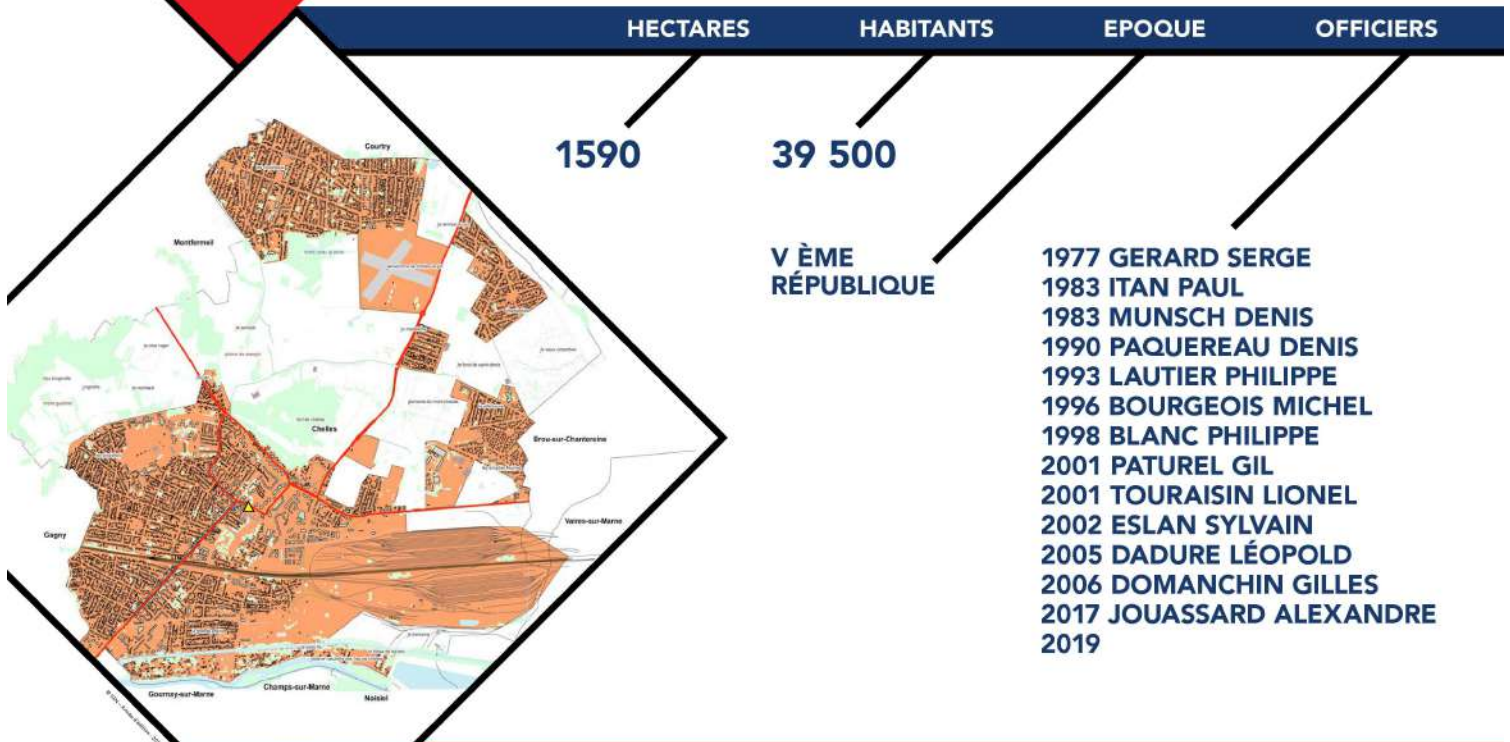 HECTARES HABITANTS EPOQUE OFFICIERS
1590 39 500
V ÈME
RÉPUBLIQUE
1977 GERARD SERGE
1983 ITAN PAUL
1983 MUNSCH DENIS
1990 PAQUEREAU DENIS
1993 LAUTIER PHILIPPE
1996 BOURGEOIS MICHEL
1998 BLANC PHILIPPE
2001 PATUREL GIL
2001 TOURAISIN LIONEL
2002 ESLAN SYLVAIN
2005 DADURE LÉOPOLD
2006 DOMANCHIN GILLES
2017 JOUASSARD ALEXANDRE
2019
Courtry
Montfermeil
Chelles
Brou-sur-Chantereine
Vaires-sur-Marne
Gagny
Gournay-sur-Marne
Champs-sur-Marne
Noisiel